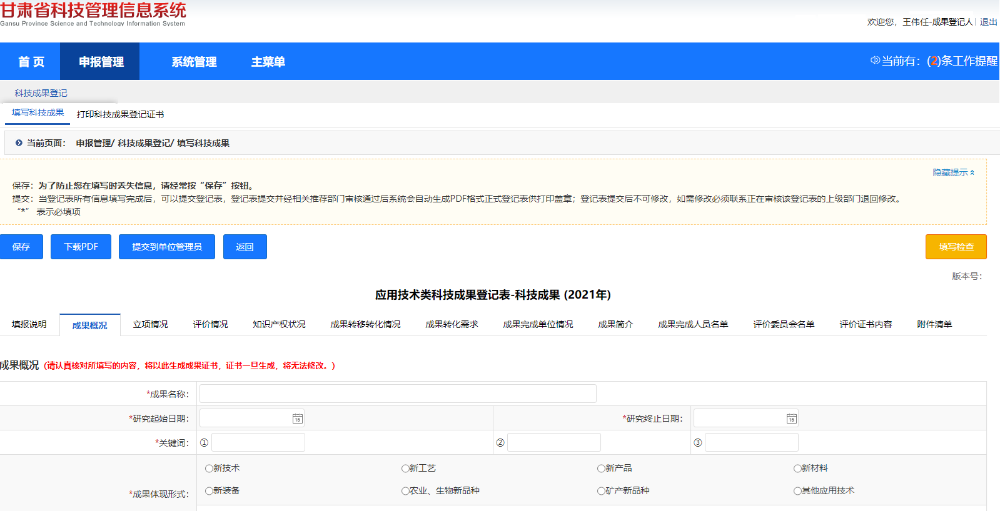 甘肃省科技管理信息系统
Gansu Province Science and Technology Information System
欢迎您，王伟任-成果登记人| 退出
首 页 申报管理 系统管理 主菜单 当前有：(2)条工作提醒
科技成果登记
填写科技成果 打印科技成果登记证书
当前页面： 申报管理/ 科技成果登记/ 填写科技成果
隐藏提示
保存：为了防止您在填写时丢失信息，请经常按“保存”按钮。
提交：当登记表所有信息填写完成后，可以提交登记表，登记表提交并经相关推荐部门审核通过后系统会自动生成PDF格式正式登记表供打印盖章；登记表提交后不可修改，如需修改必须联系正在审核该登记表的上级部门退回修改。
“*” 表示必填项
保存 下载PDF 提交到单位管理员 返回 填写检查
版本号：
应用技术类科技成果登记表-科技成果 (2021年)
填报说明 成果概况 立项情况 评价情况 知识产权状况 成果转移转化情况 成果转化需求 成果完成单位情况 成果简介 成果完成人员名单 评价委员会名单 评价证书内容 附件清单
成果概况（请认真核对所填写的内容，将以此生成成果证书，证书一旦生成，将无法修改。）
*成果名称：
*研究起始日期： 15 *研究终止日期： 15
*关键词： ① ② ③
新技术 新工艺 新产品 新材料
*成果体现形式： 新装备 农业、生物新品种 矿产新品种 其他应用技术